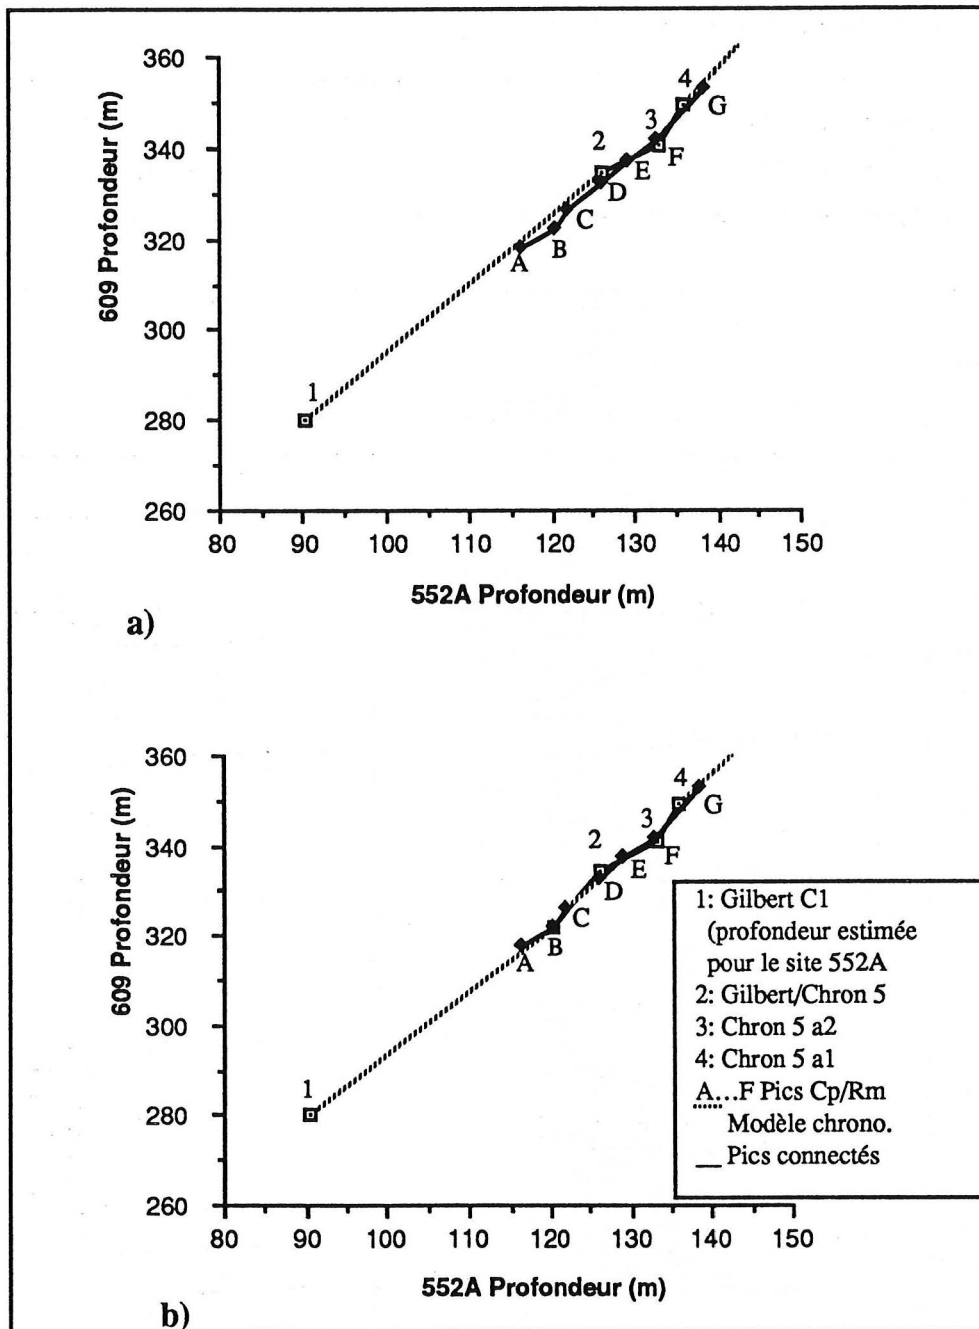 360
340
320
300
280
260
609 Profondeur (m)
1
2
3
4
A
B
C
D
E
F
G
80
90
100
110
120
130
140
150
552A Profondeur (m)
a)
360
340
320
300
280
260
609 Profondeur (m)
1
2
3
4
A
B
C
D
E
F
G
80
90
100
110
120
130
140
150
552A Profondeur (m)
b)
1: Gilbert C1
(profondeur estimée
pour le site 552A
2: Gilbert/Chron 5
3: Chron 5 a2
4: Chron 5 a1
A...F Pics Cp/Rm
Modèle chrono.
Pics connectés